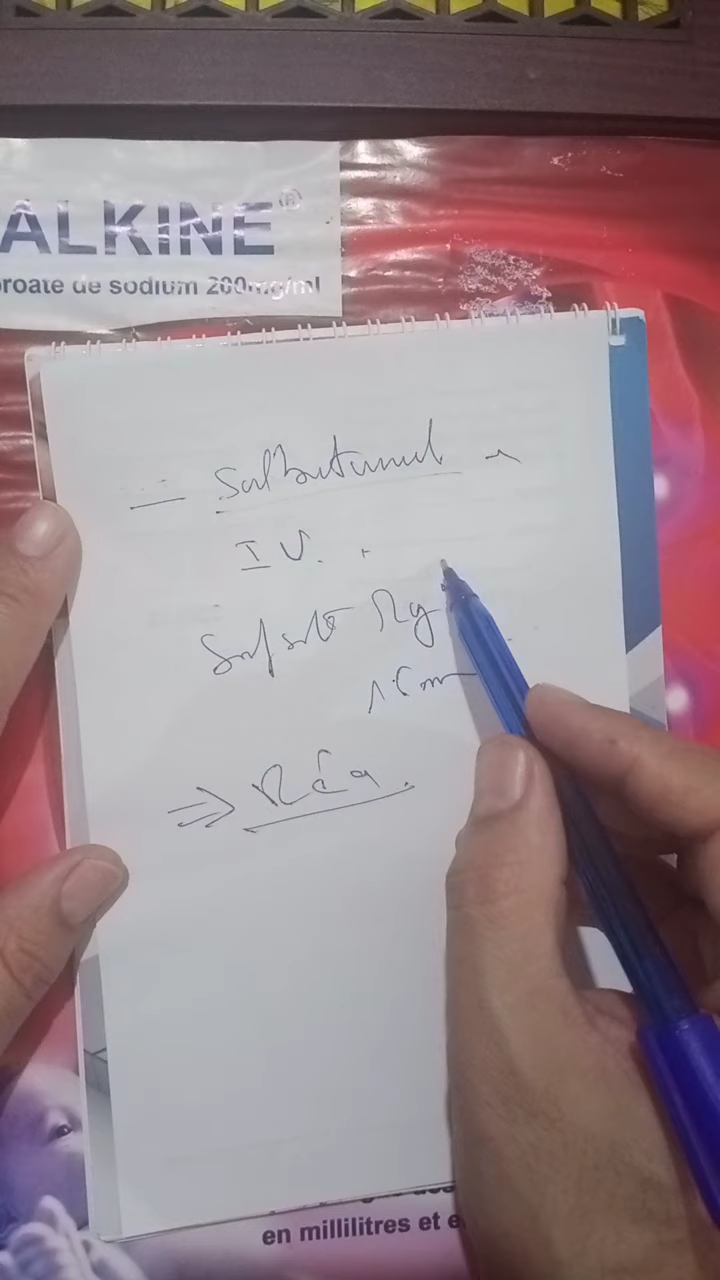 ALKINE®
proate de sodium 200mg/ml
— Salbutamol
IV. +
Sulfate Mg
=> Réa.
en millilitres et e